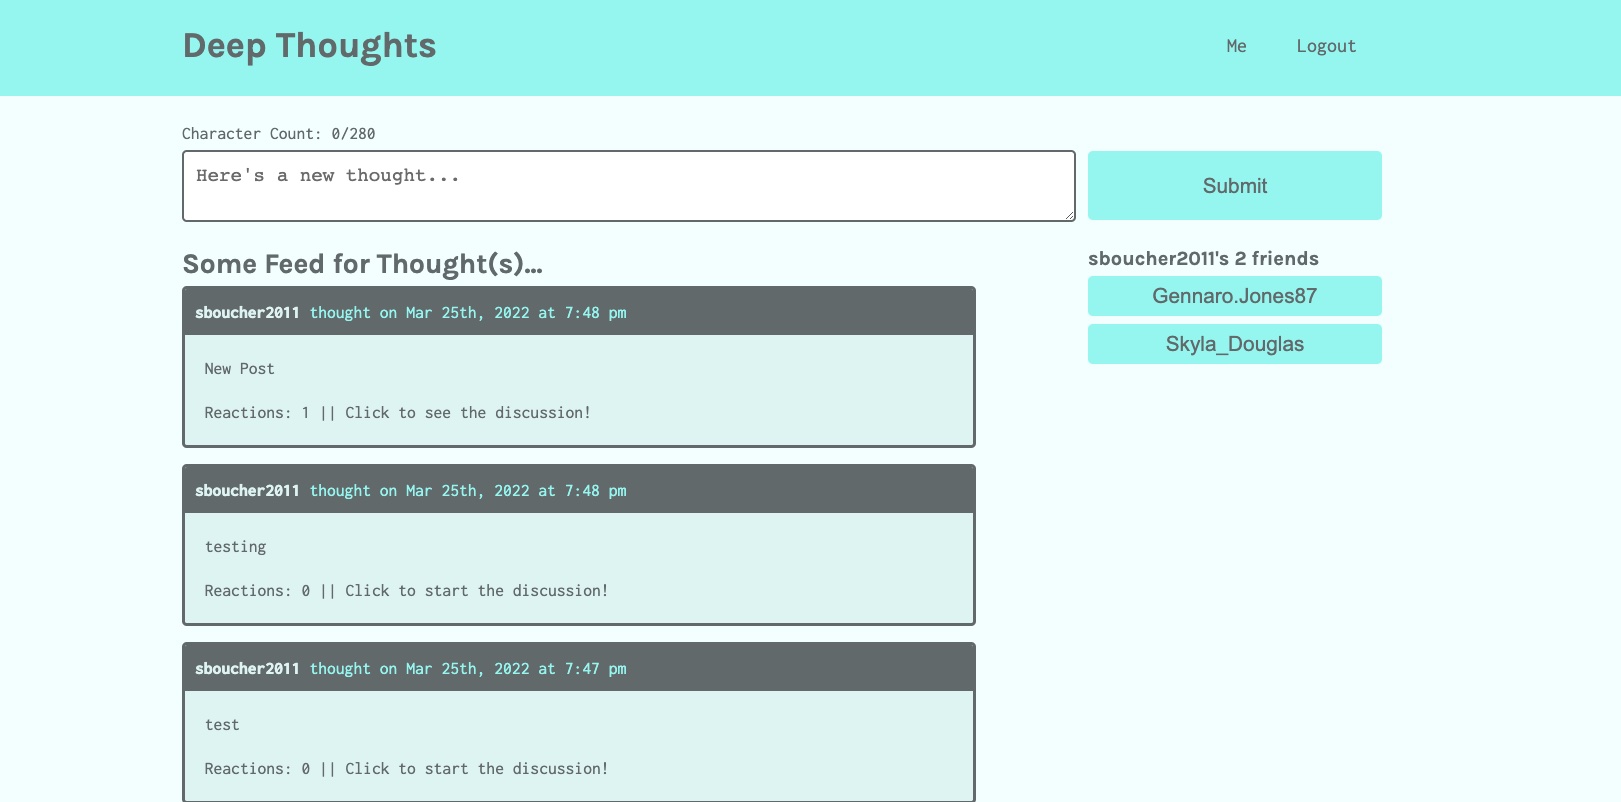 Deep Thoughts
Me Logout
Character Count: 0/280
Here's a new thought...
Submit
Some Feed for Thought(s)...
sboucher2011 thought on Mar 25th, 2022 at 7:48 pm
New Post
Reactions: 1 || Click to see the discussion!
sboucher2011 thought on Mar 25th, 2022 at 7:48 pm
testing
Reactions: 0 || Click to start the discussion!
sboucher2011 thought on Mar 25th, 2022 at 7:47 pm
test
Reactions: 0 || Click to start the discussion!
sboucher2011's 2 friends
Gennaro.Jones87
Skyla_Douglas